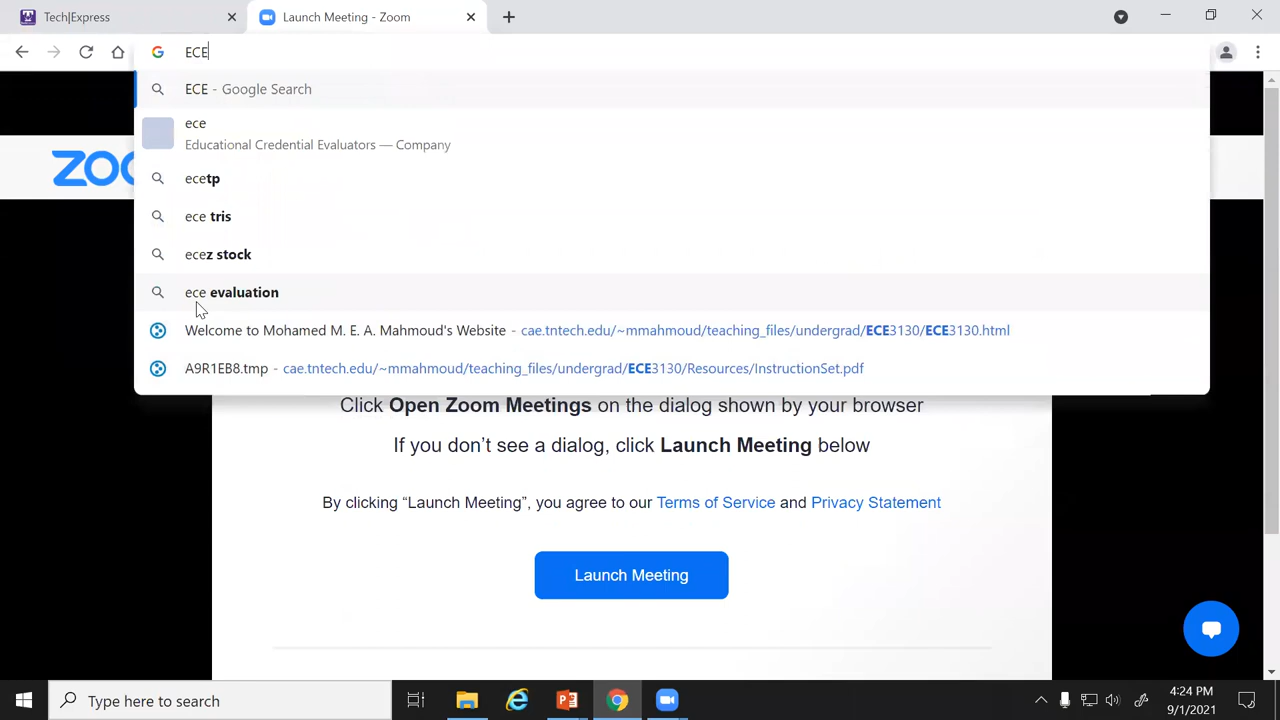 Tech|Express
Launch Meeting - Zoom
ECE
ECE - Google Search
ece
Educational Credential Evaluators — Company
ecetp
ece tris
ecez stock
ece evaluation
Welcome to Mohamed M. E. A. Mahmoud's Website - cae.tntech.edu/~mmahmoud/teaching_files/undergrad/ECE3130/ECE3130.html
A9R1EB8.tmp - cae.tntech.edu/~mmahmoud/teaching_files/undergrad/ECE3130/Resources/InstructionSet.pdf
Click Open Zoom Meetings on the dialog shown by your browser
If you don’t see a dialog, click Launch Meeting below
By clicking “Launch Meeting”, you agree to our Terms of Service and Privacy Statement
Launch Meeting
Type here to search
4:24 PM
9/1/2021